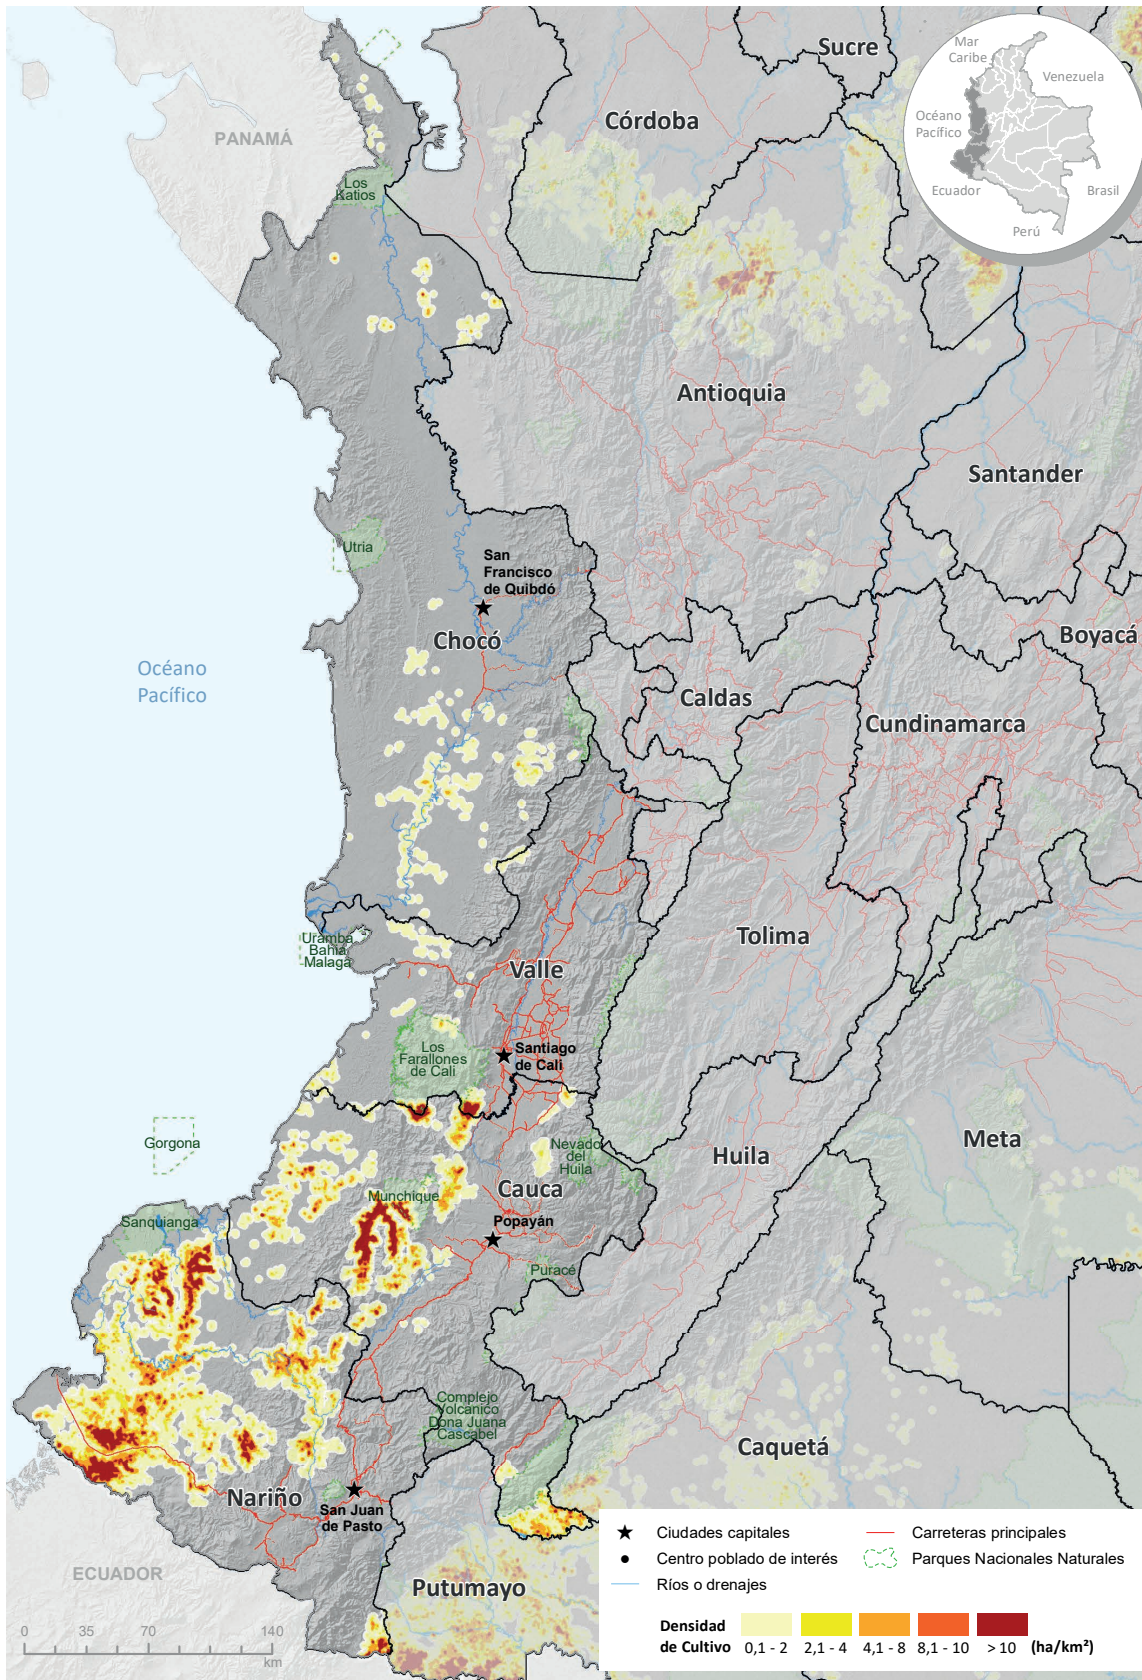 Sucre
Mar
Caribe
Venezuela
Océano
Pacífico
Ecuador
Brasil
Perú
Córdoba
PANAMÁ
Los
Katios
Antioquia
Santander
Utria
San
Francisco
de Quibdó
Chocó
Boyacá
Océano
Pacífico
Caldas
Cundinamarca
Uramba
Bahía
Malaga
Valle
Tolima
Los
Farallones
de Cali
Santiago
de Cali
Gorgona
Nevado
del
Huila
Huila
Meta
Munchique
Cauca
Sanquianga
Popayán
Puracé
Complejo
Volcanico
Dona Juana
Cascabel
Caquetá
Nariño
San Juan
de Pasto
ECUADOR
Putumayo
0 35 70 140
km
Ciudades capitales
Carreteras principales
Centro poblado de interés
Parques Nacionales Naturales
Ríos o drenajes
Densidad
de Cultivo
0,1 - 2 2,1 - 4 4,1 - 8 8,1 - 10 > 10 (ha/km²)